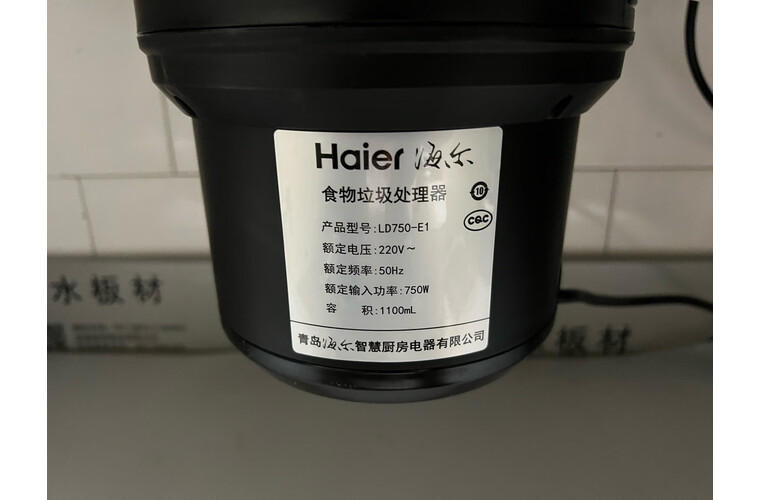 Haier 海尔
食物垃圾处理器
10
产品型号:LD750-E1
CQC
额定电压:220V～
额定频率:50Hz
额定输入功率:750W
容 积:1100mL
青岛海尔智慧厨房电器有限公司
水板材
板材